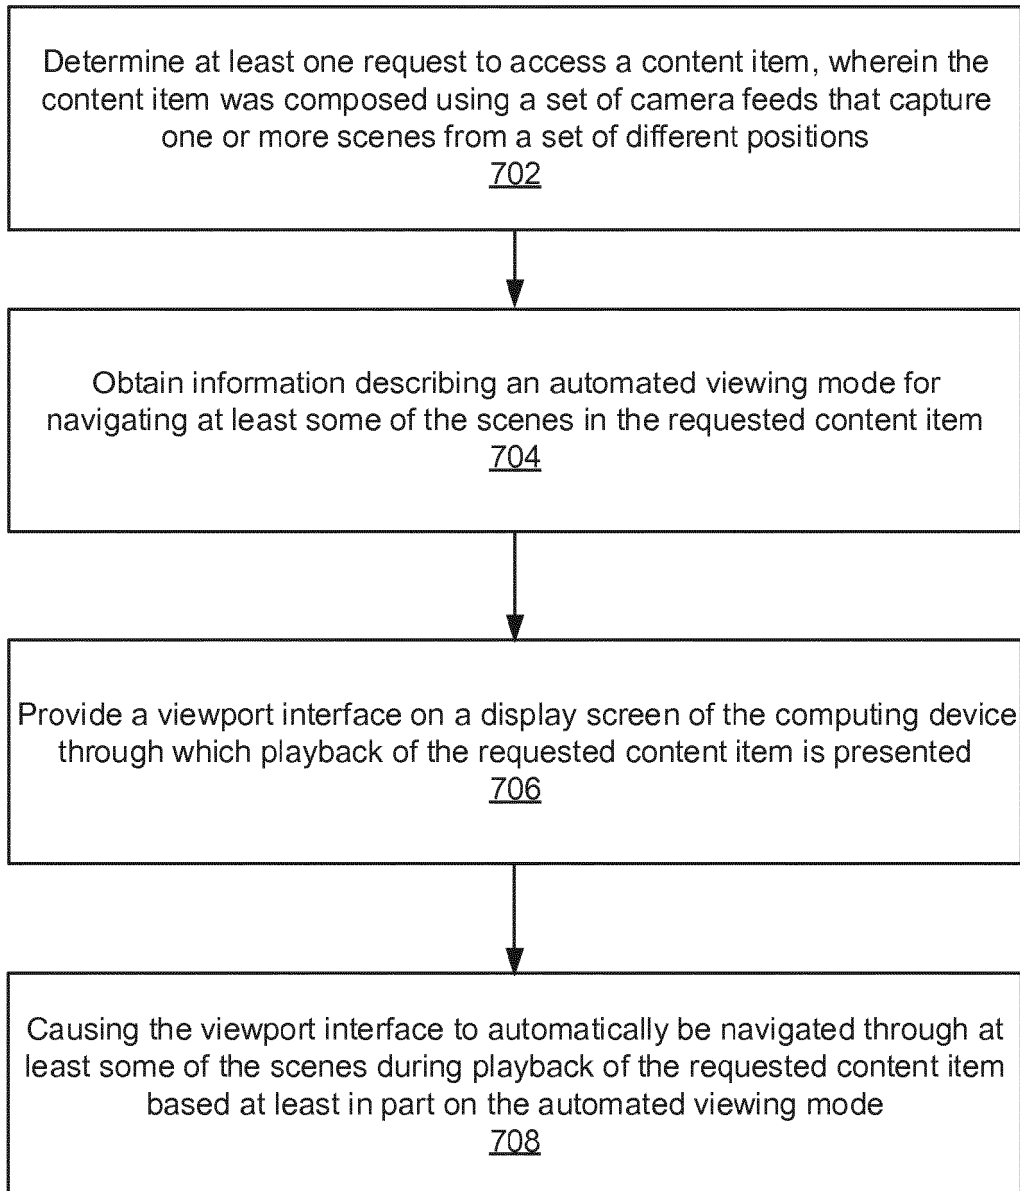 Determine at least one request to access a content item, wherein the
content item was composed using a set of camera feeds that capture
one or more scenes from a set of different positions
702
Obtain information describing an automated viewing mode for
navigating at least some of the scenes in the requested content item
704
Provide a viewport interface on a display screen of the computing device
through which playback of the requested content item is presented
706
Causing the viewport interface to automatically be navigated through at
least some of the scenes during playback of the requested content item
based at least in part on the automated viewing mode
708